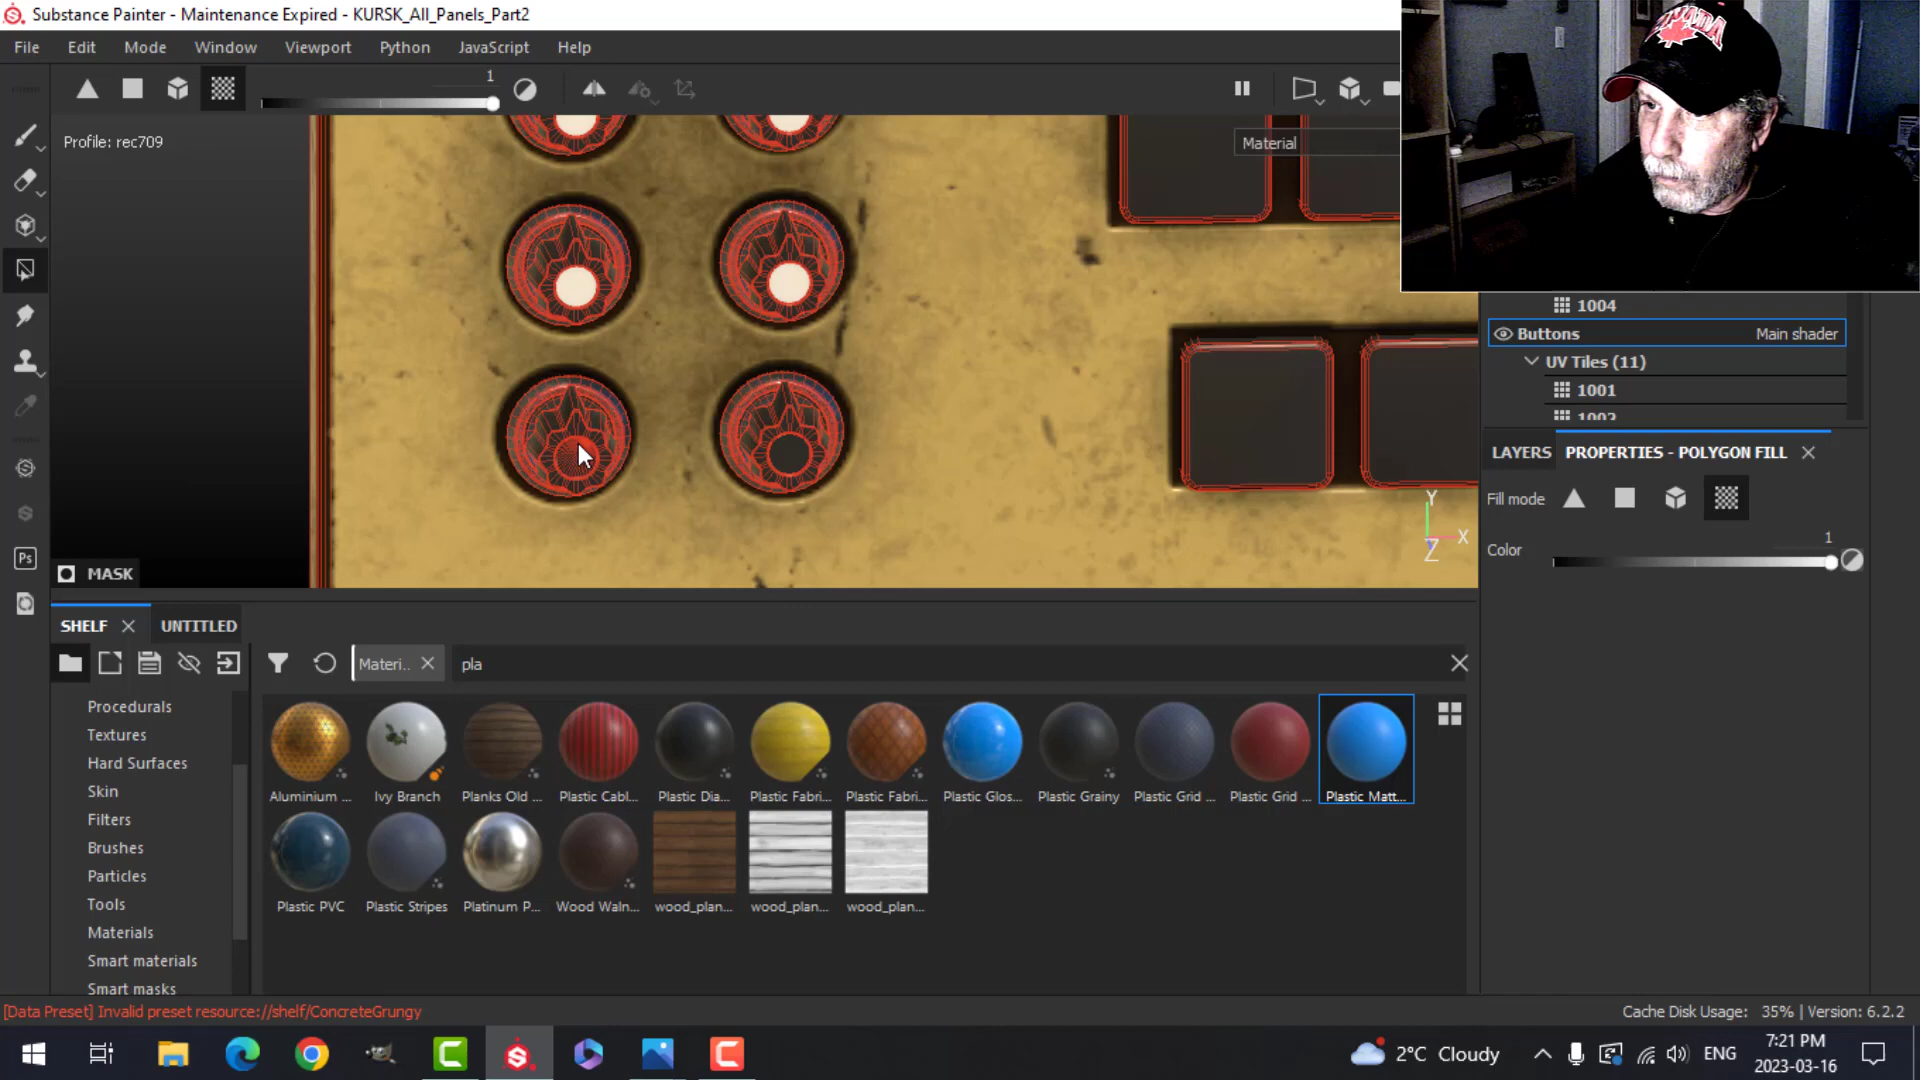 Substance Painter - Maintenance Expired - KURSK_All_Panels_Part2
File Edit Mode Window Viewport Python JavaScript Help
1
Profile: rec709
Material
CANADA
1004
Buttons Main shader
UV Tiles (11)
1001
1002
LAYERS PROPERTIES - POLYGON FILL
Fill mode
1
Color
Y
X
Z
MASK
SHELF UNTITLED
Materi.. pla
Procedurals
Textures
Hard Surfaces
Skin
Filters
Brushes
Particles
Tools
Materials
Smart materials
Smart masks
Aluminium ... Ivy Branch Planks Old ... Plastic Cabl... Plastic Dia... Plastic Fabri... Plastic Fabri... Plastic Glos... Plastic Grainy Plastic Grid ... Plastic Grid ... Plastic Matt...
Plastic PVC Plastic Stripes Platinum P... Wood Waln... wood_plan... wood_plan... wood_plan...
[Data Preset] Invalid preset resource://shelf/ConcreteGrungy
Cache Disk Usage: 35% | Version: 6.2.2
Ps
2°C Cloudy
ENG
7:21 PM
2023-03-16